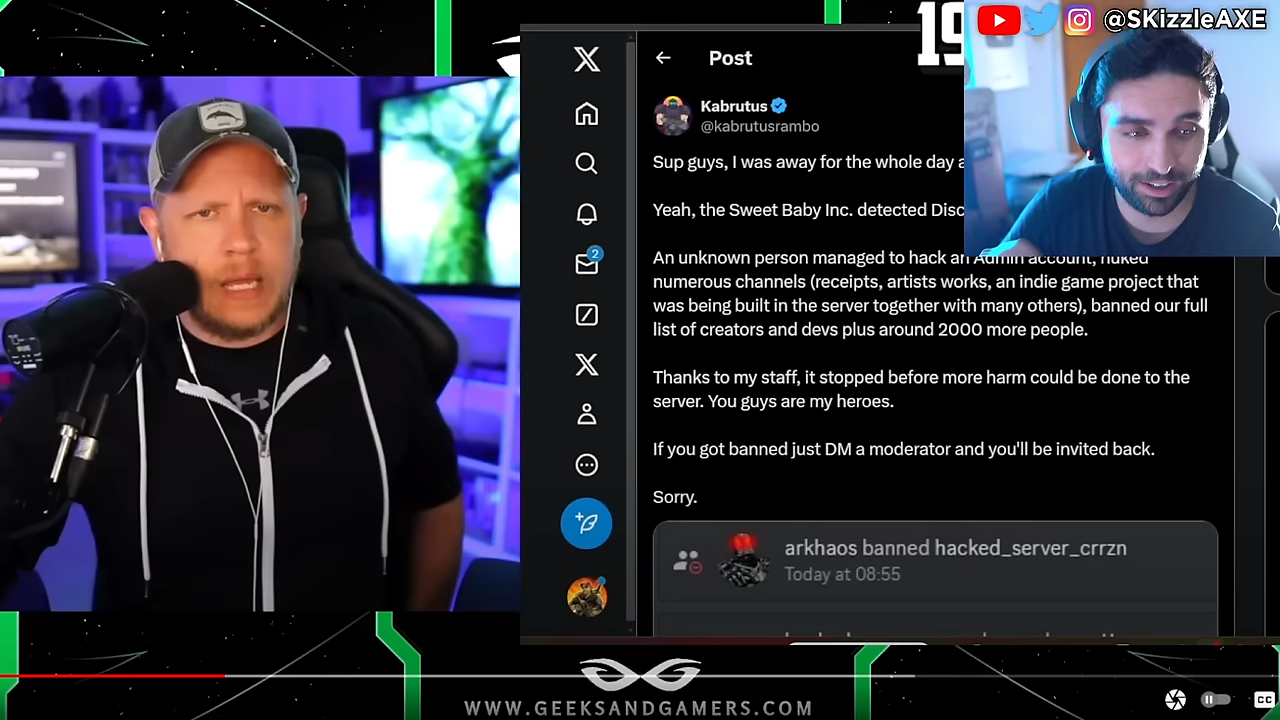 19
@SKizzleAXE
Post
Kabrutus
@kabrutusrambo
Sup guys, I was away for the whole day
Yeah, the Sweet Baby Inc. detected
An unknown person managed to hack an Admin account, nuked
numerous channels (receipts, artists works, an indie game project that
was being built in the server together with many others), banned our full
list of creators and devs plus around 2000 more people.
Thanks to my staff, it stopped before more harm could be done to the
server. You guys are my heroes.
If you got banned just DM a moderator and you'll be invited back.
Sorry.
2
arkhaos banned hacked_server_crrzn
Today at 08:55
WWW.GEEKSANDGAMERS.COM
CC